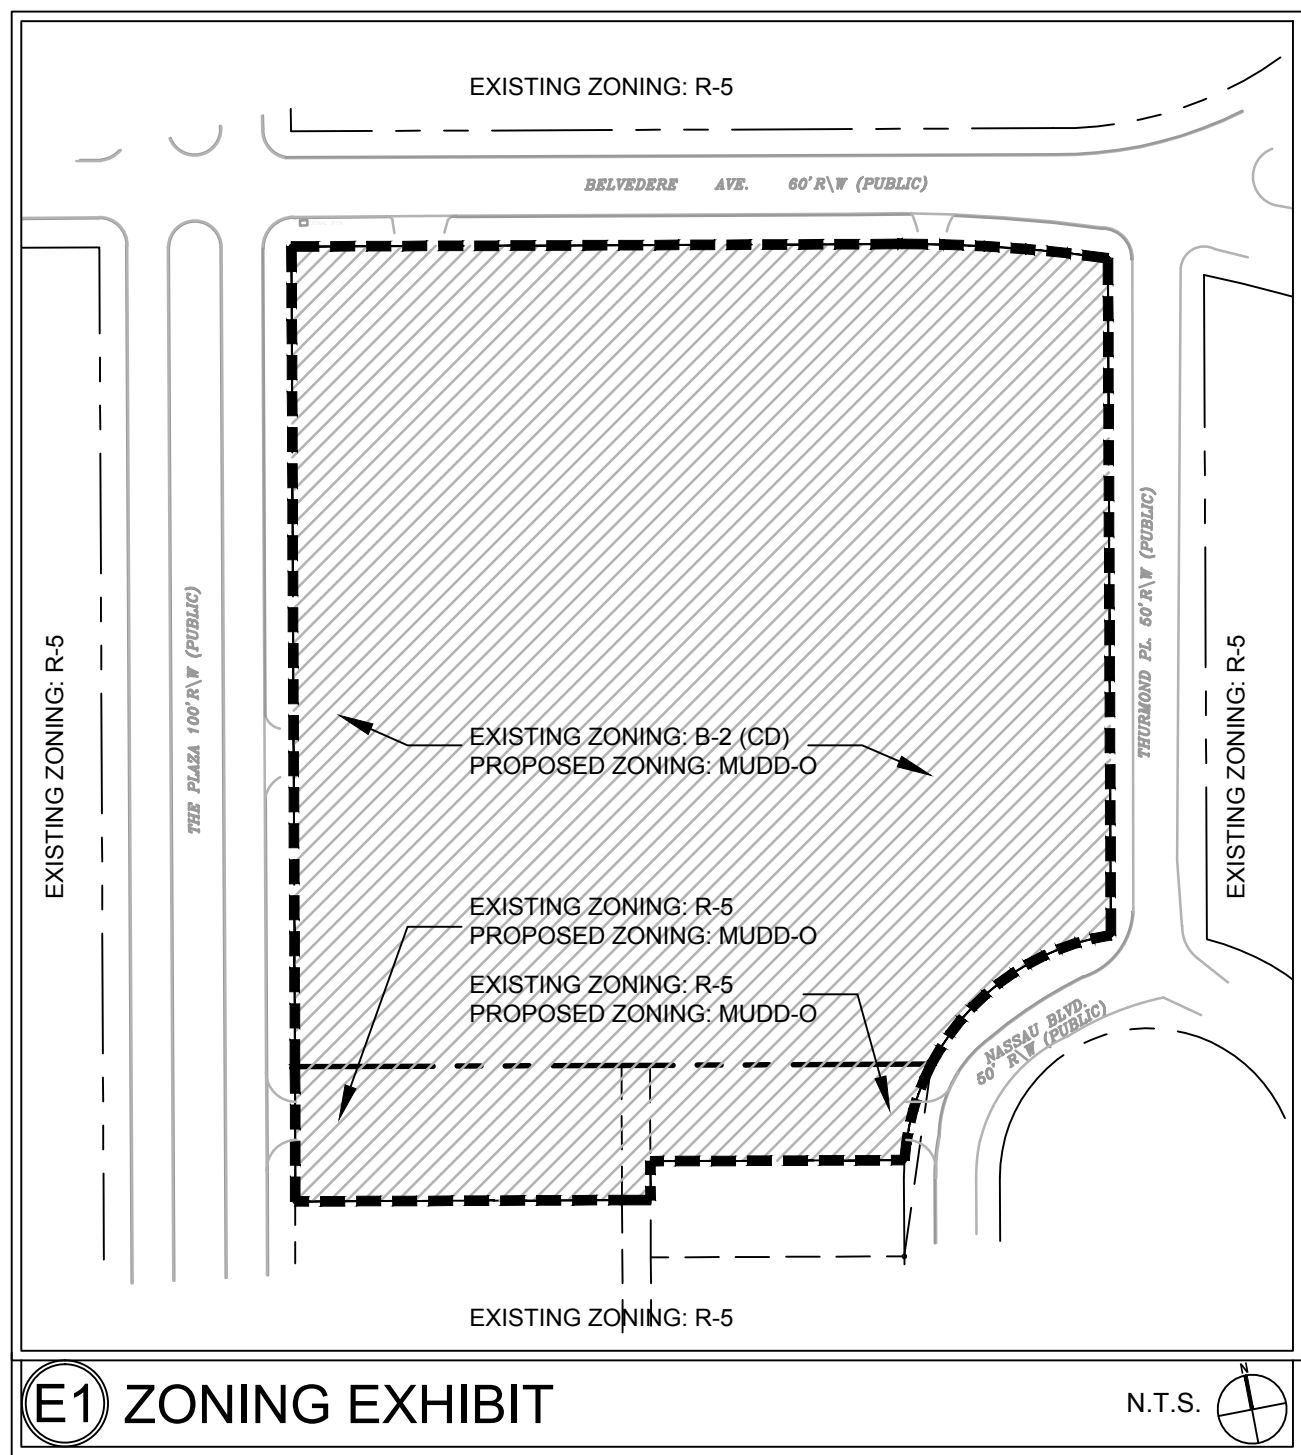 EXISTING ZONING: R-5
BELVEDERE AVE. 60' R\W (PUBLIC)
THE PLAZA 100' R\W (PUBLIC)
EXISTING ZONING: R-5
THURMOND PL. 50' R\W (PUBLIC)
EXISTING ZONING: R-5
EXISTING ZONING: B-2 (CD)
PROPOSED ZONING: MUDD-O
EXISTING ZONING: R-5
PROPOSED ZONING: MUDD-O
EXISTING ZONING: R-5
PROPOSED ZONING: MUDD-O
NASSAU BLVD.
50' R\W (PUBLIC)
EXISTING ZONING: R-5
E1 ZONING EXHIBIT
N.T.S.
N